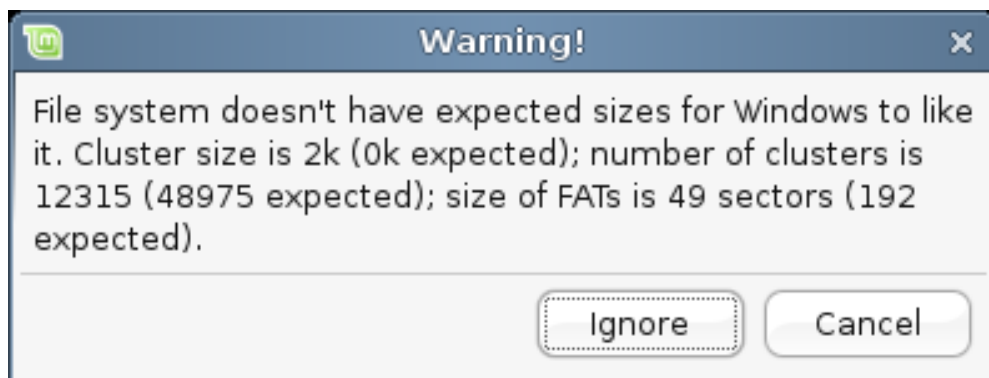 Warning!
File system doesn't have expected sizes for Windows to like
it. Cluster size is 2k (0k expected); number of clusters is
12315 (48975 expected); size of FATs is 49 sectors (192
expected).
Ignore
Cancel